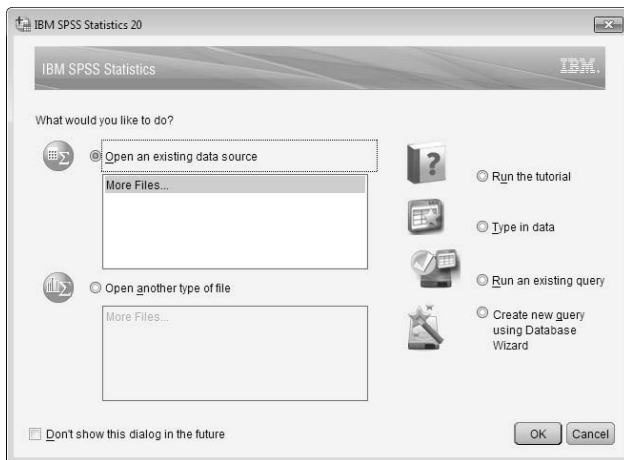 IBM SPSS Statistics 20
IBM SPSS Statistics
IBM.
What would you like to do?
Open an existing data source
More Files...
Open another type of file
More Files...
?
Run the tutorial
Type in data
Run an existing query
Create new query
using Database
Wizard
Don't show this dialog in the future
OK
Cancel